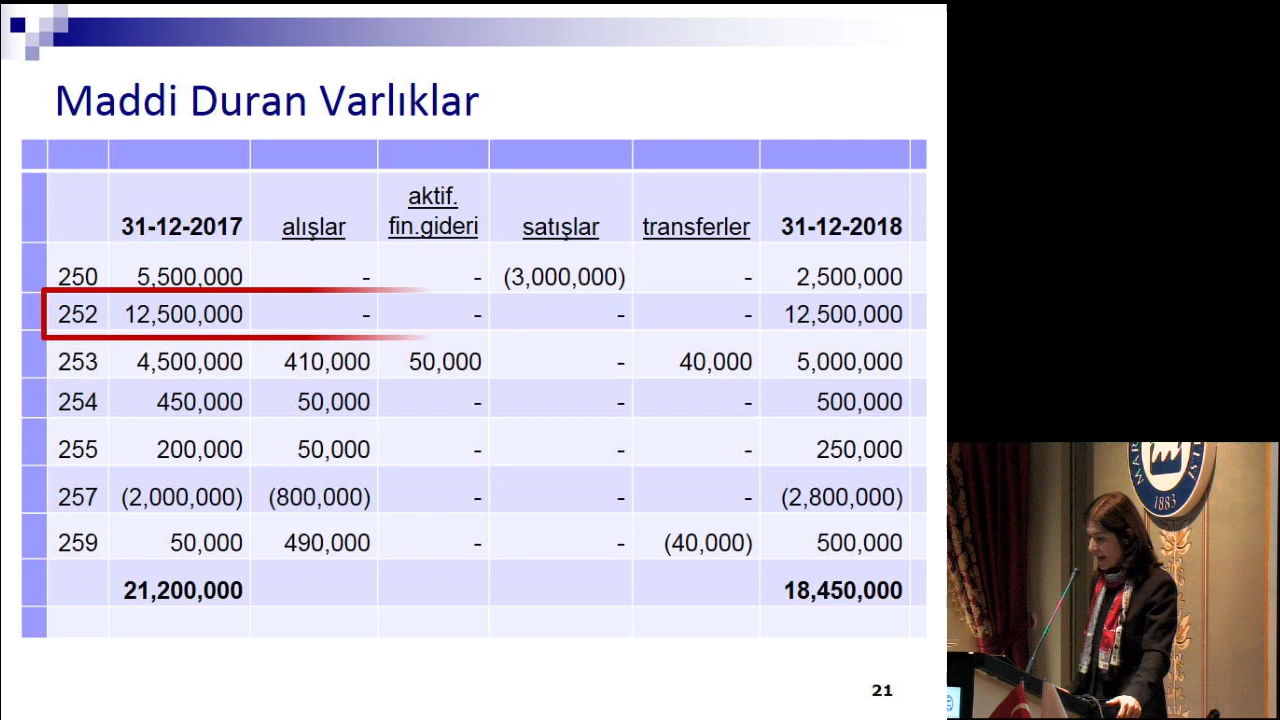 Maddi Duran Varlıklar
31-12-2017 alışlar aktif. fin.gideri satışlar transferler 31-12-2018
250 5,500,000 - - (3,000,000) - 2,500,000
252 12,500,000 - - - - 12,500,000
253 4,500,000 410,000 50,000 - 40,000 5,000,000
254 450,000 50,000 - - - 500,000
255 200,000 50,000 - - - 250,000
257 (2,000,000) (800,000) - - - (2,800,000)
259 50,000 490,000 - - (40,000) 500,000
21,200,000 18,450,000
21
1883